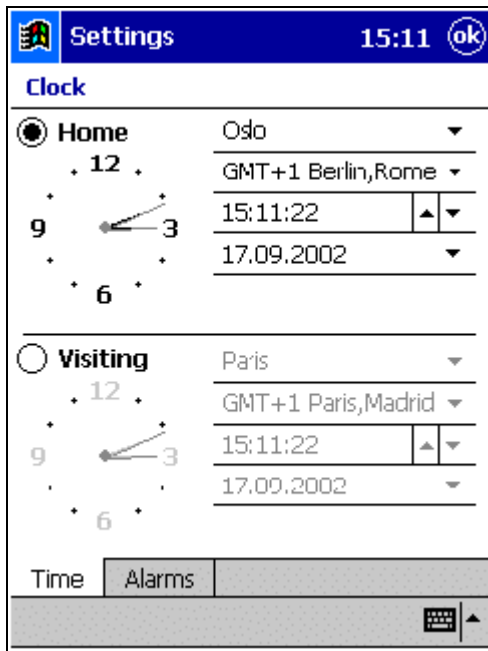 Settings 15:11 ok
Clock
Home
Oslo
GMT+1 Berlin,Rome
15:11:22
17.09.2002
12
9 3
6
Visiting
Paris
GMT+1 Paris,Madrid
15:11:22
17.09.2002
12
9 3
6
Time Alarms